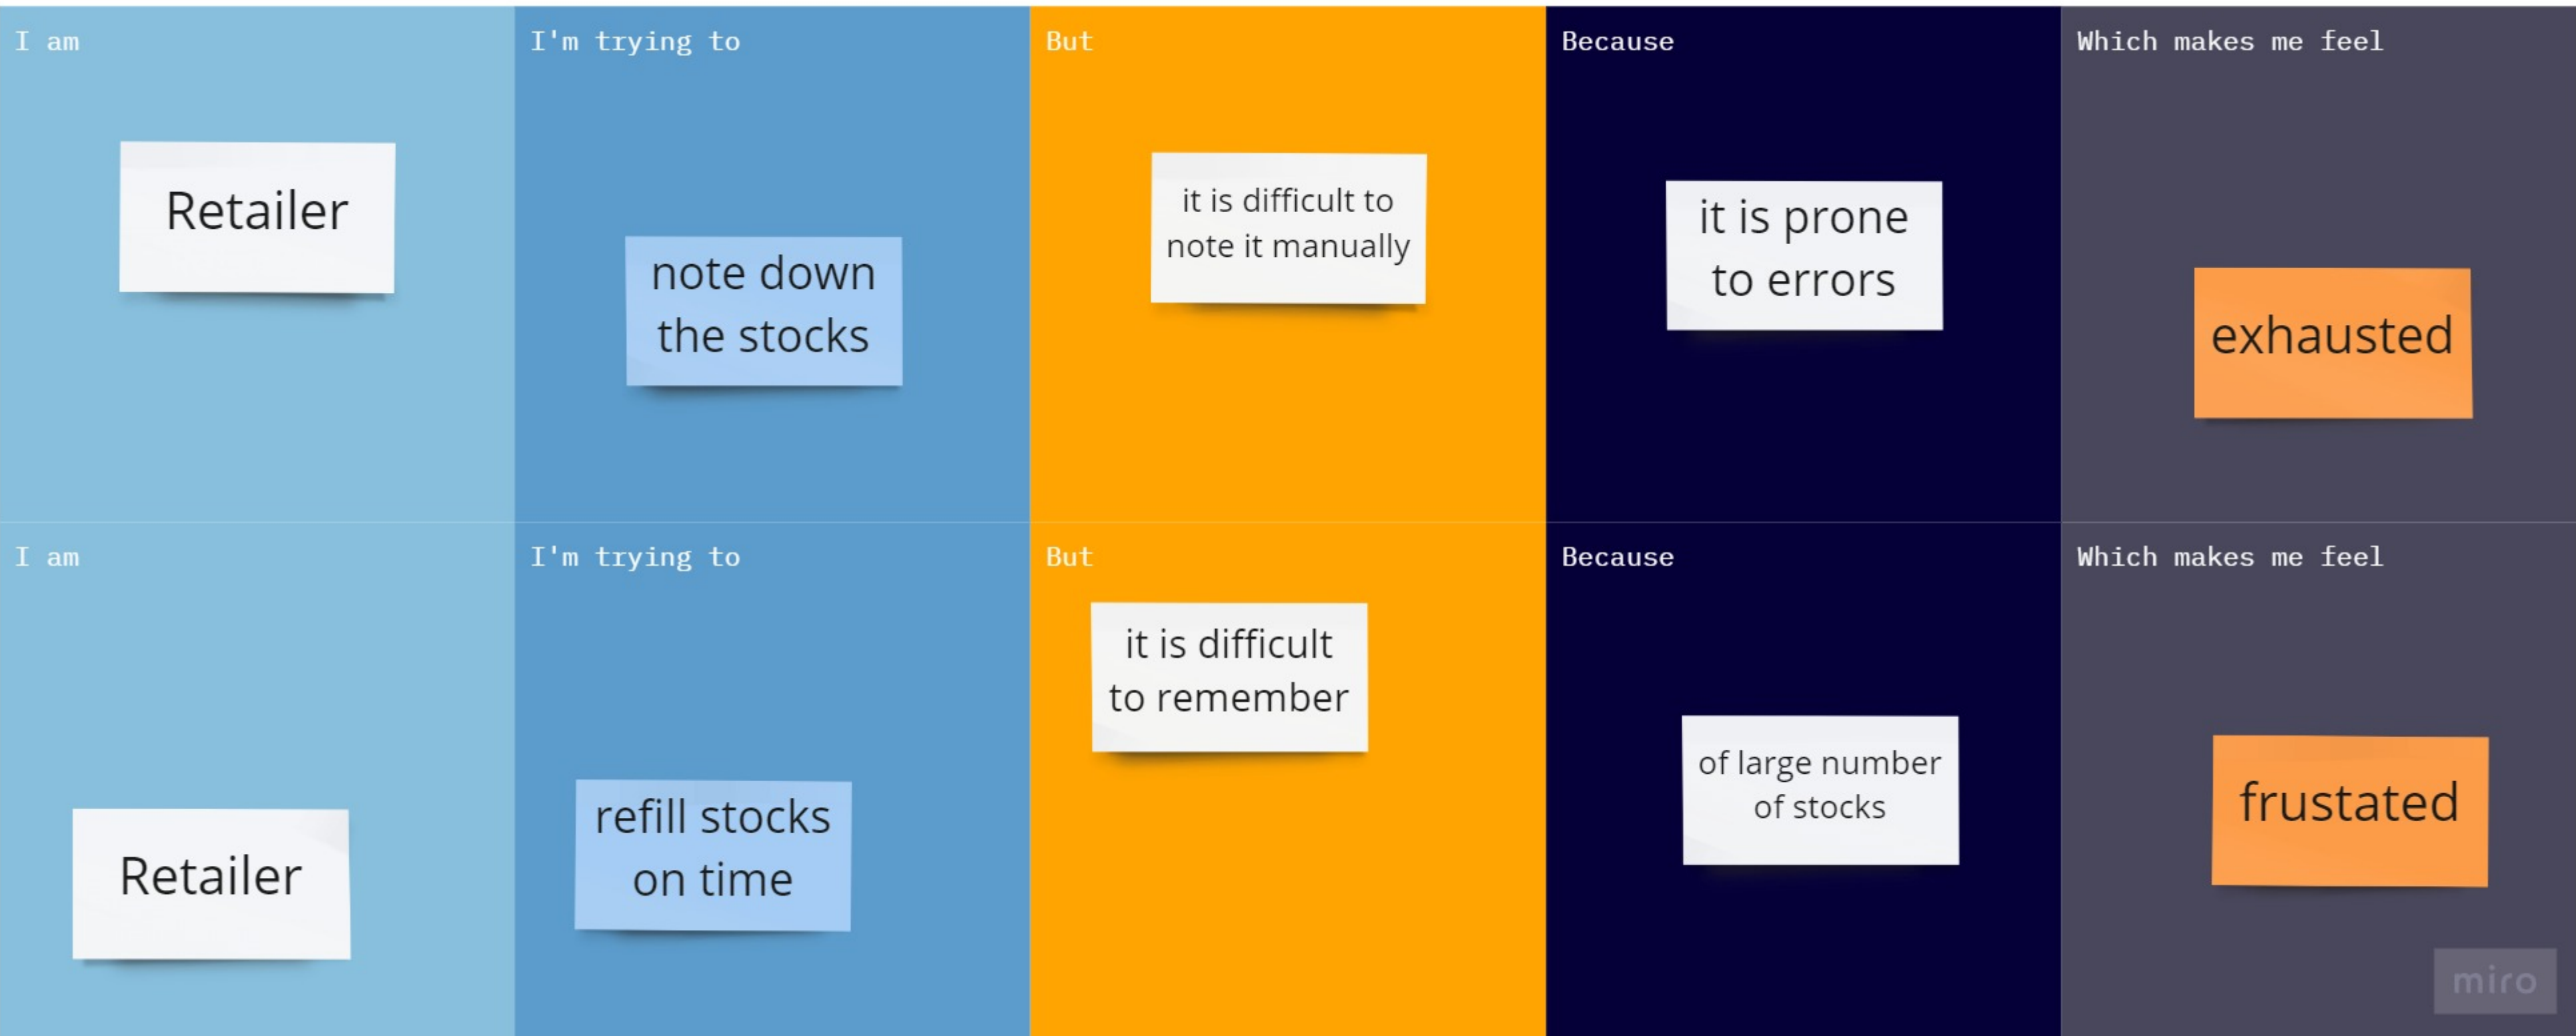 I am
I'm trying to
But
Because
Which makes me feel
Retailer
note down
the stocks
it is difficult to
note it manually
it is prone
to errors
exhausted
I am
I'm trying to
But
Because
Which makes me feel
Retailer
refill stocks
on time
it is difficult
to remember
of large number
of stocks
frustated
miro